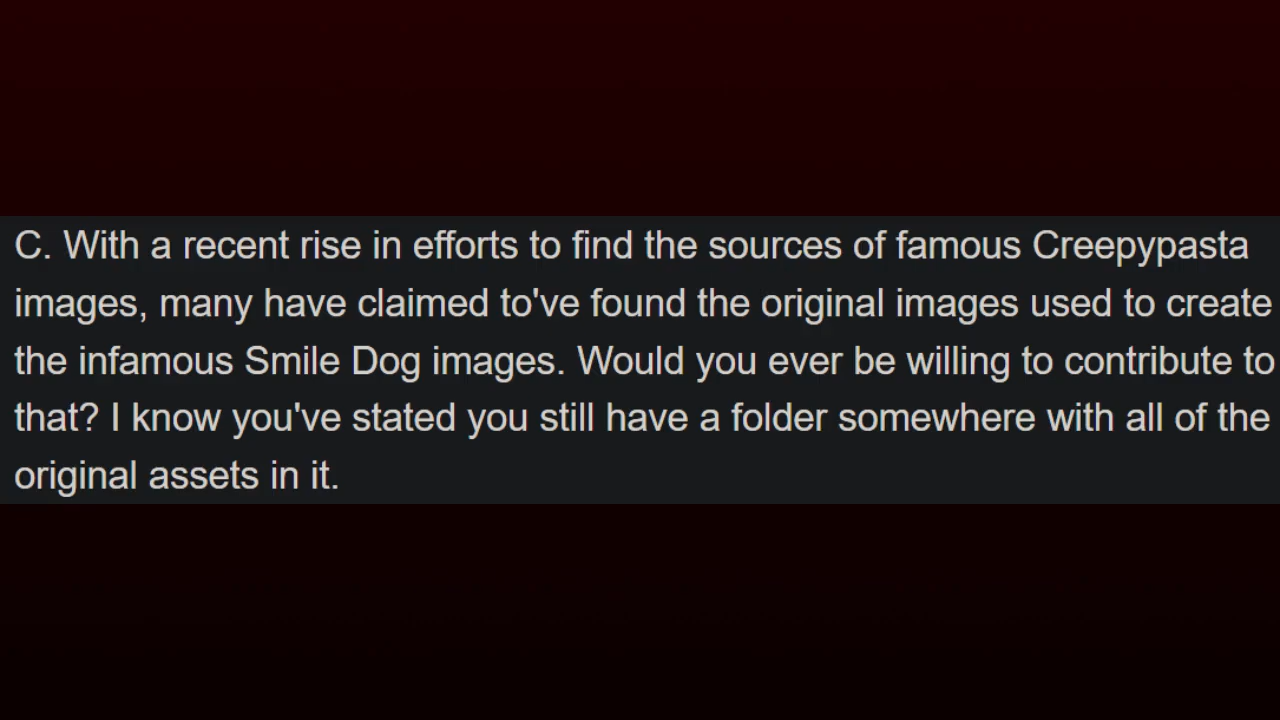 C. With a recent rise in efforts to find the sources of famous Creepypasta
images, many have claimed to've found the original images used to create
the infamous Smile Dog images. Would you ever be willing to contribute to
that? I know you've stated you still have a folder somewhere with all of the
original assets in it.